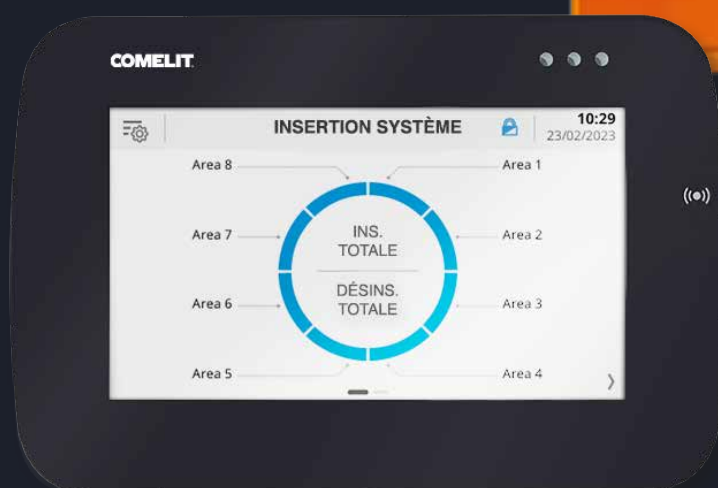 COMELIT
INSERTION SYSTÈME
10:29
23/02/2023
Area 8
Area 1
Area 7
INS.
TOTALE
Area 2
Area 6
DÉSINS.
TOTALE
Area 3
Area 5
Area 4